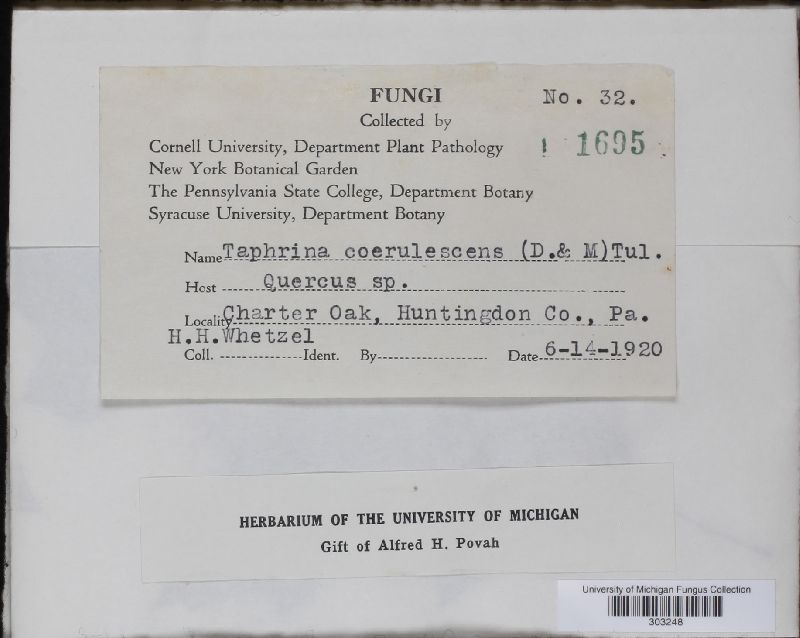 FUNGI
No. 32.
Collected by
Cornell University, Department Plant Pathology
1695
New York Botanical Garden
The Pennsylvania State College, Department Botany
Syracuse University, Department Botany
Name Taphrina coerulescens (D.& M)Tul.
Host Quercus sp.
Locality Charter Oak, Huntingdon Co., Pa.
H.H.Whetzel
Coll. Ident. By Date 6-14-1920
HERBARIUM OF THE UNIVERSITY OF MICHIGAN
Gift of Alfred H. Povah
University of Michigan Fungus Collection
303248